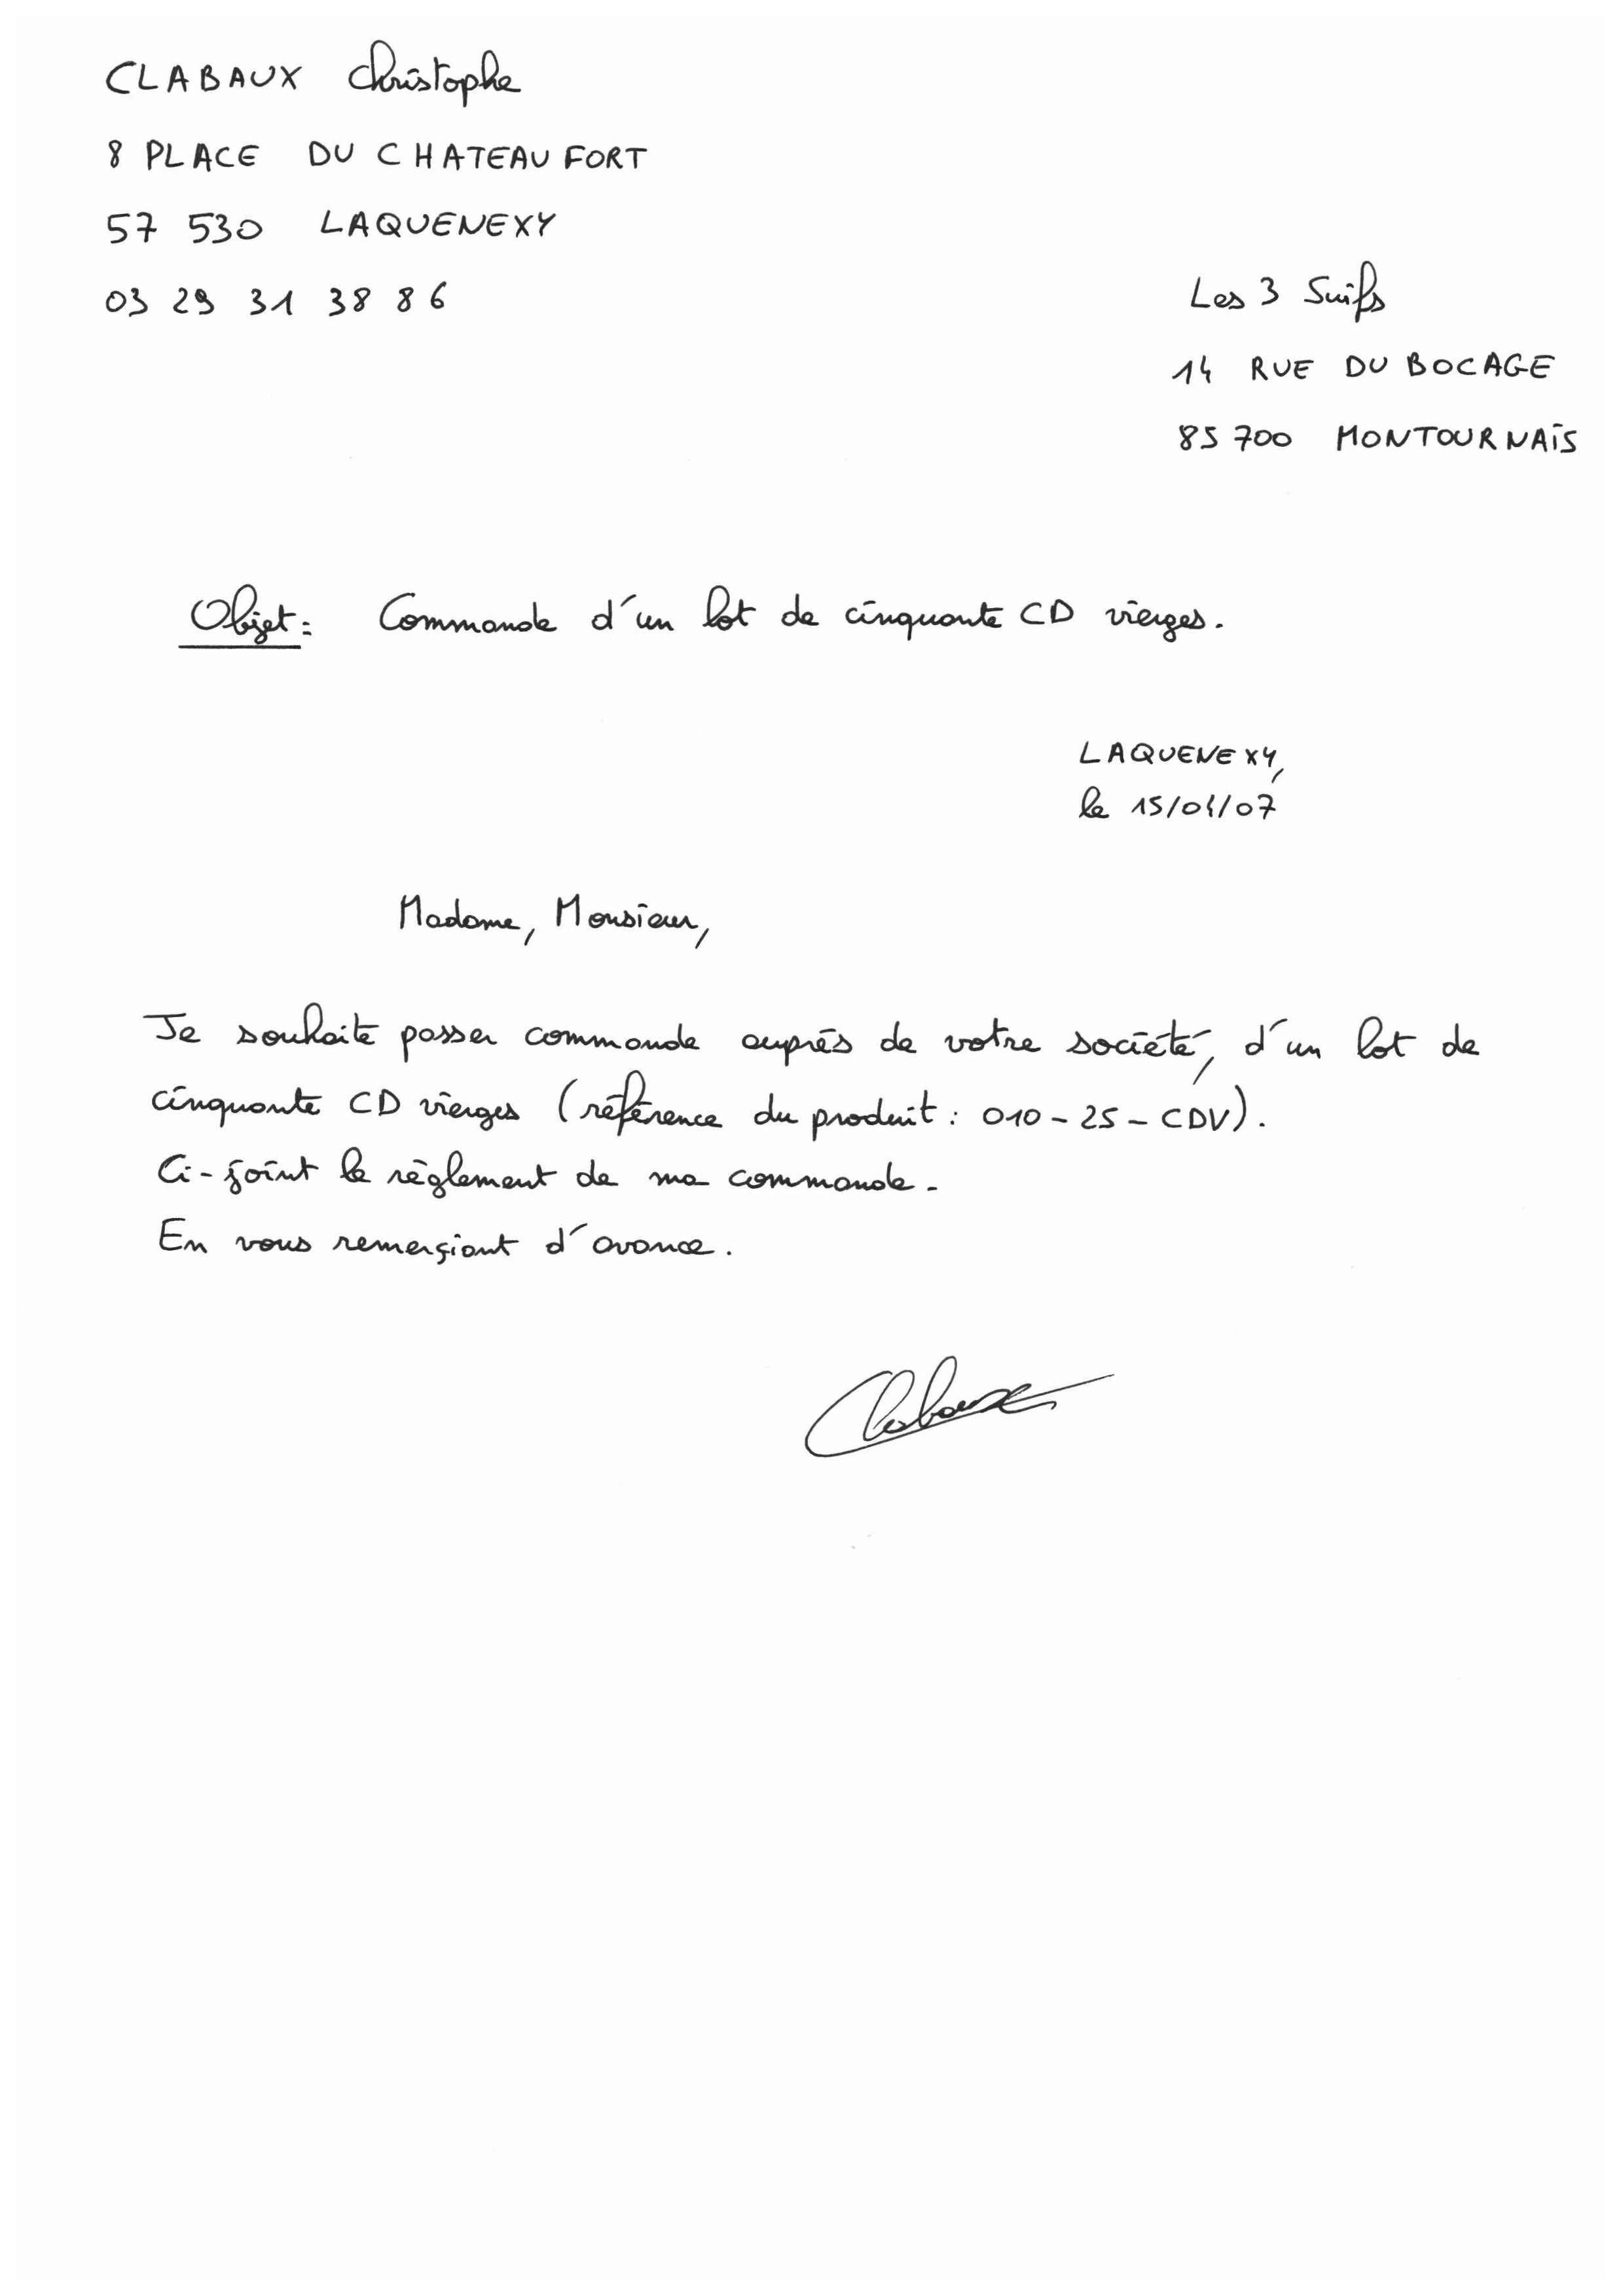 CLABAUX Christophe
8 PLACE DU CHATEAU FORT
57 530 LAQUENEXY
03 29 31 38 86
Les 3 Suifs
14 RUE DU BOCAGE
85 700 MONTOURNAIS
Objet : Commande d'un lot de cinquante CD vierges.
LAQUENEXY,
le 15/04/07
Madame, Monsieur,
Je souhaite passer commande auprès de votre société, d'un lot de
cinquante CD vierges (référence du produit : 010-25-CDV).
Ci-joint le règlement de ma commande.
En vous remerçiant d'avance.
Clabaux